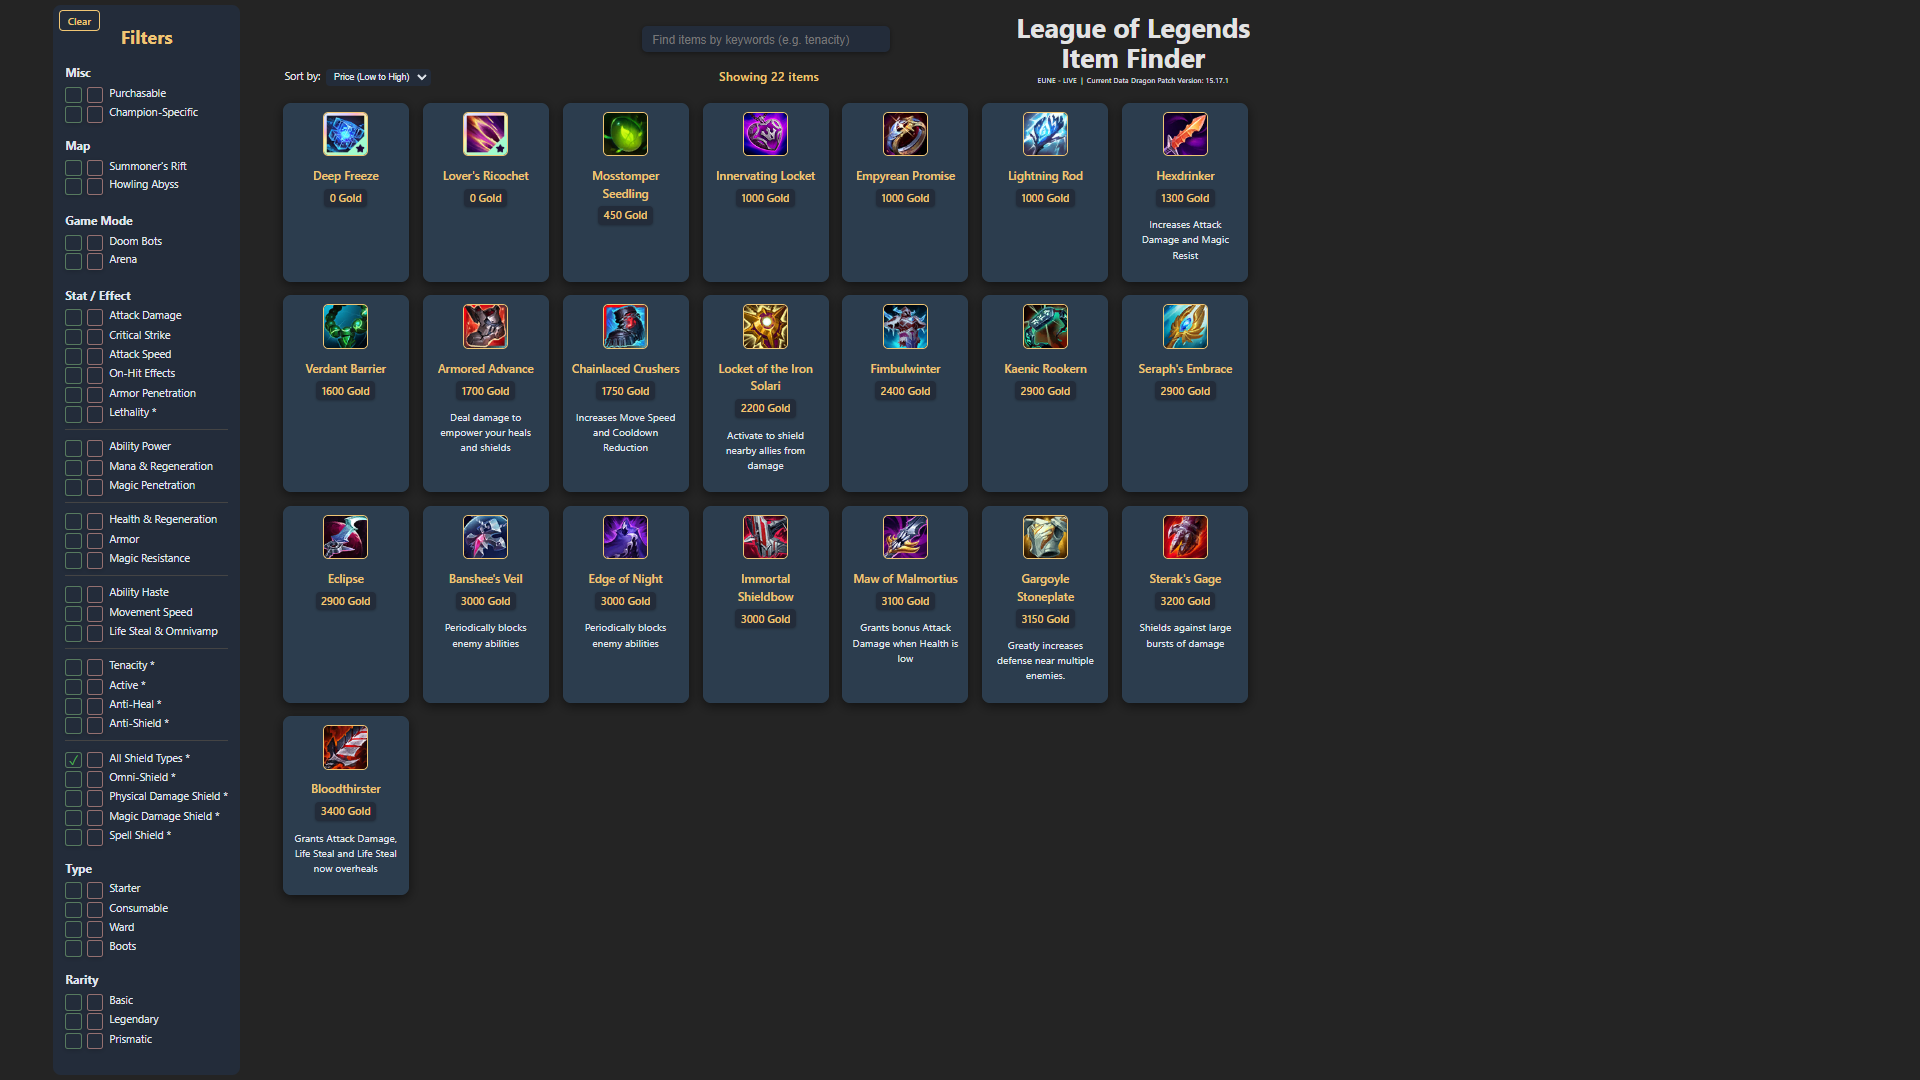 Clear
Filters
Misc
Purchasable
Champion-Specific
Map
Summoner's Rift
Howling Abyss
Game Mode
Doom Bots
Arena
Stat / Effect
Attack Damage
Critical Strike
Attack Speed
On-Hit Effects
Armor Penetration
Lethality *
Ability Power
Mana & Regeneration
Magic Penetration
Health & Regeneration
Armor
Magic Resistance
Ability Haste
Movement Speed
Life Steal & Omnivamp
Tenacity *
Active *
Anti-Heal *
Anti-Shield *
All Shield Types *
Omni-Shield *
Physical Damage Shield *
Magic Damage Shield *
Spell Shield *
Type
Starter
Consumable
Ward
Boots
Rarity
Basic
Legendary
Prismatic
Find items by keywords (e.g. tenacity)
League of Legends
Item Finder
EUNE - LIVE | Current Data Dragon Patch Version: 15.17.1
Sort by: Price (Low to High)
Showing 22 items
Deep Freeze
0 Gold
Lover's Ricochet
0 Gold
Mosstomper
Seedling
450 Gold
Innervating Locket
1000 Gold
Empyrean Promise
1000 Gold
Lightning Rod
1000 Gold
Hexdrinker
1300 Gold
Increases Attack
Damage and Magic
Resist
Verdant Barrier
1600 Gold
Armored Advance
1700 Gold
Deal damage to
empower your heals
and shields
Chainlaced Crushers
1750 Gold
Increases Move Speed
and Cooldown
Reduction
Locket of the Iron
Solari
2200 Gold
Activate to shield
nearby allies from
damage
Fimbulwinter
2400 Gold
Kaenic Rookern
2900 Gold
Seraph's Embrace
2900 Gold
Eclipse
2900 Gold
Banshee's Veil
3000 Gold
Periodically blocks
enemy abilities
Edge of Night
3000 Gold
Periodically blocks
enemy abilities
Immortal
Shieldbow
3000 Gold
Maw of Malmortius
3100 Gold
Grants bonus Attack
Damage when Health is
low
Gargoyle
Stoneplate
3150 Gold
Greatly increases
defense near multiple
enemies.
Sterak's Gage
3200 Gold
Shields against large
bursts of damage
Bloodthirster
3400 Gold
Grants Attack Damage,
Life Steal and Life Steal
now overheals